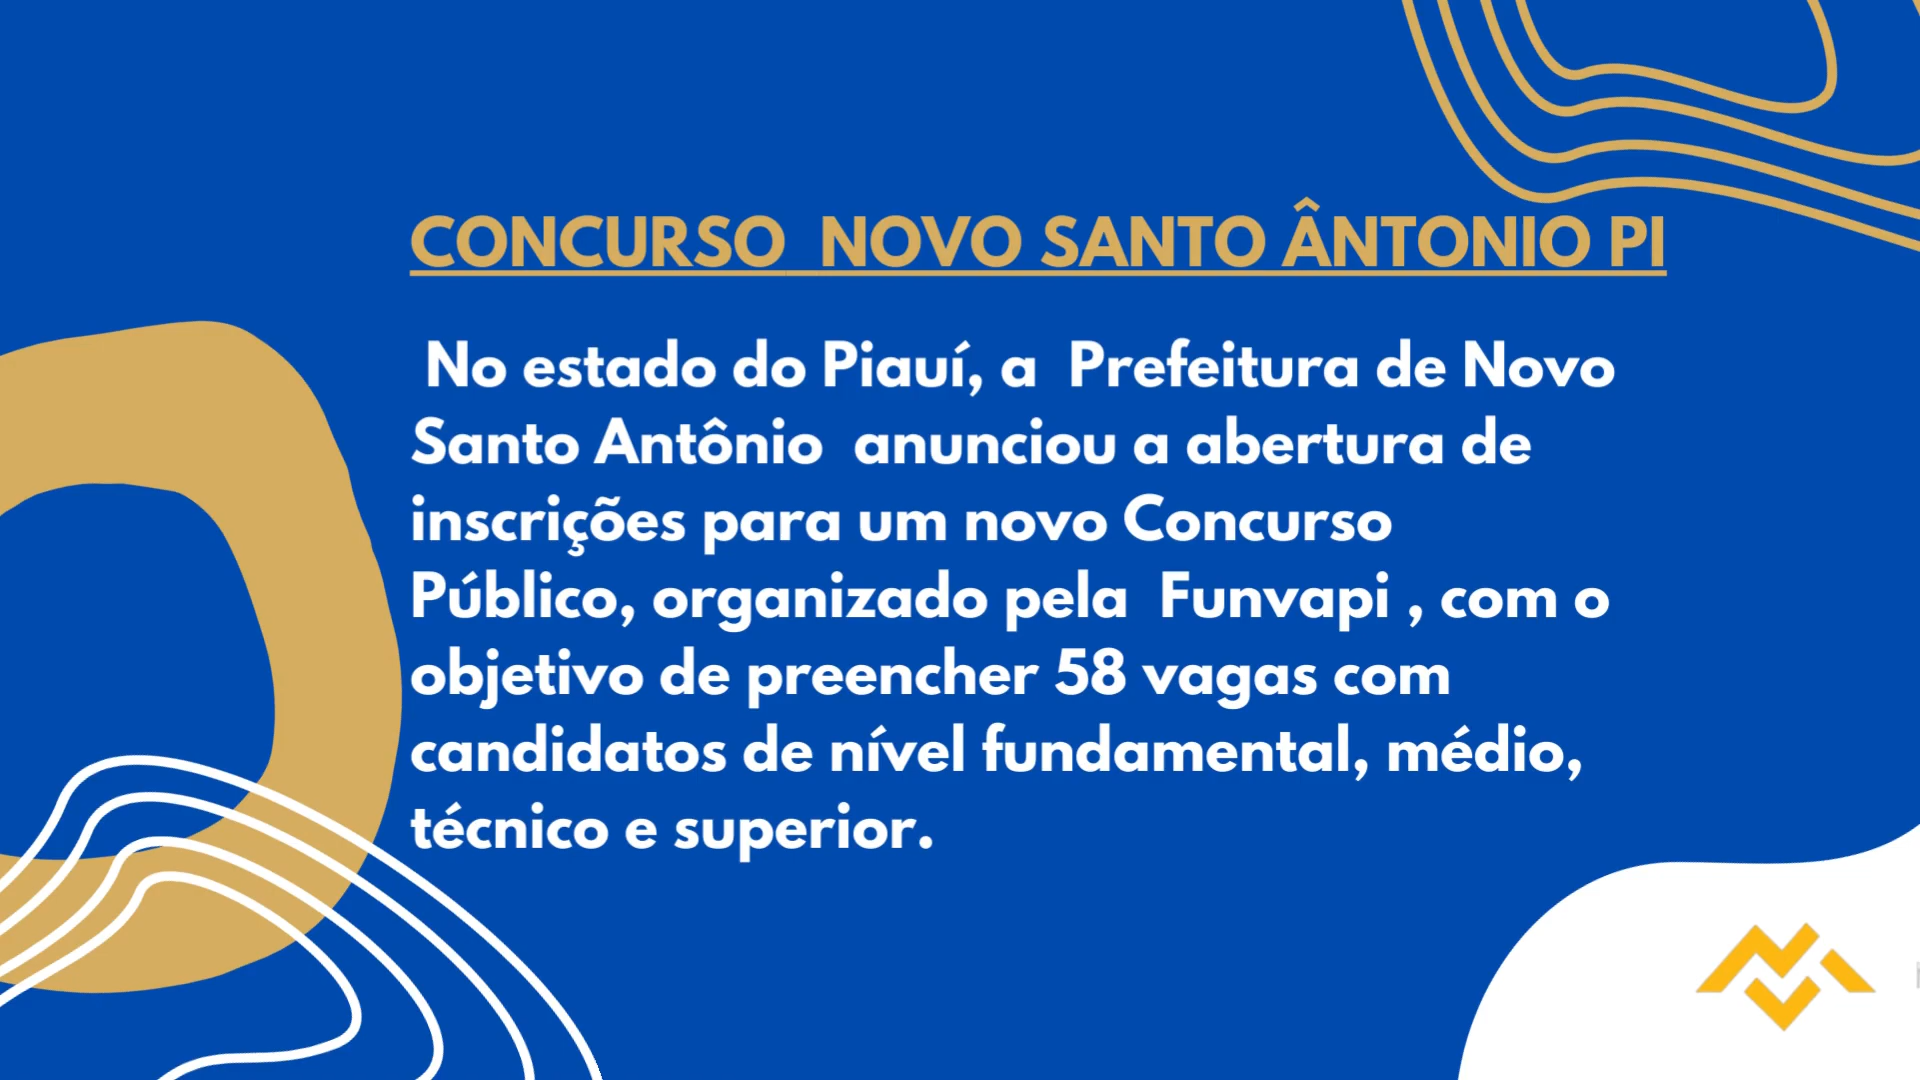 CONCURSO NOVO SANTO ÂNTONIO PI
No estado do Piauí, a Prefeitura de Novo
Santo Antônio anunciou a abertura de
inscrições para um novo Concurso
Público, organizado pela Funvapi , com o
objetivo de preencher 58 vagas com
candidatos de nível fundamental, médio,
técnico e superior.